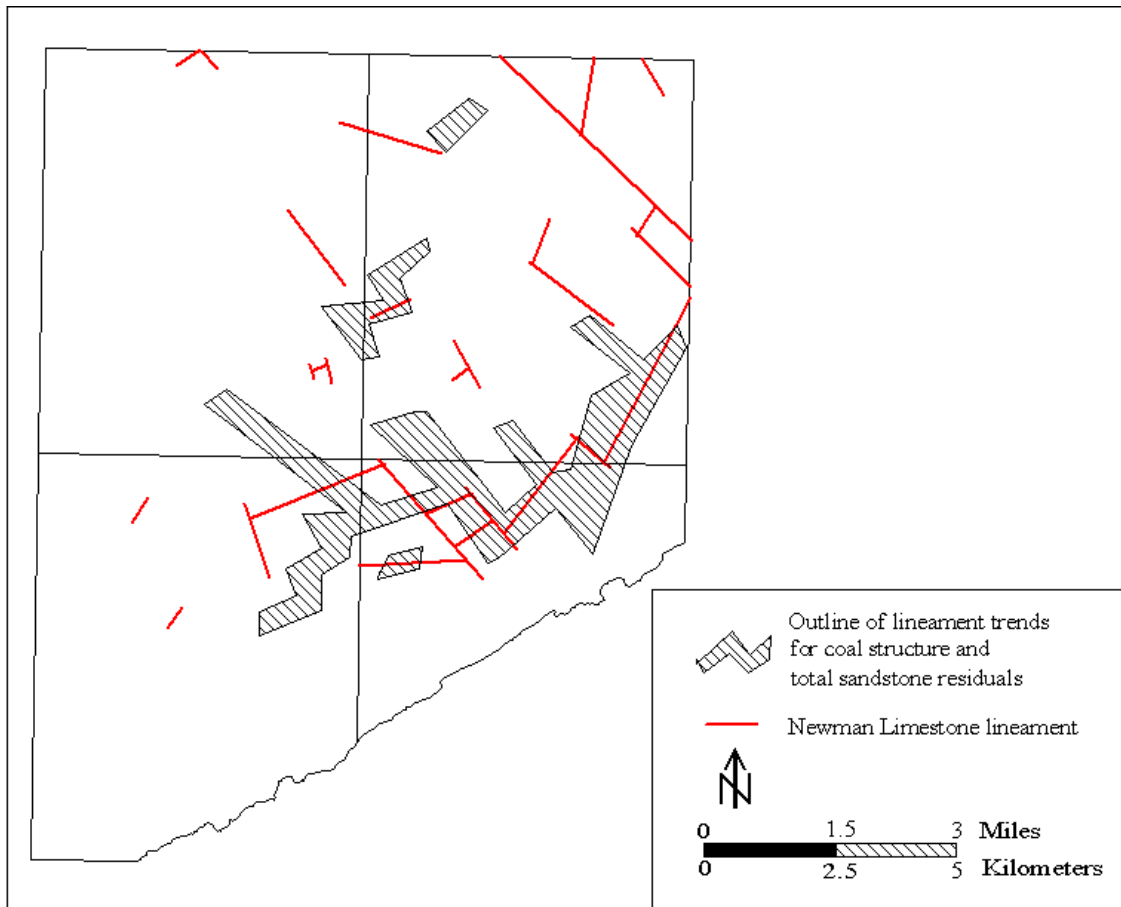 Outline of lineament trends
for coal structure and
total sandstone residuals
Newman Limestone lineament
N
0 1.5 3 Miles
0 2.5 5 Kilometers